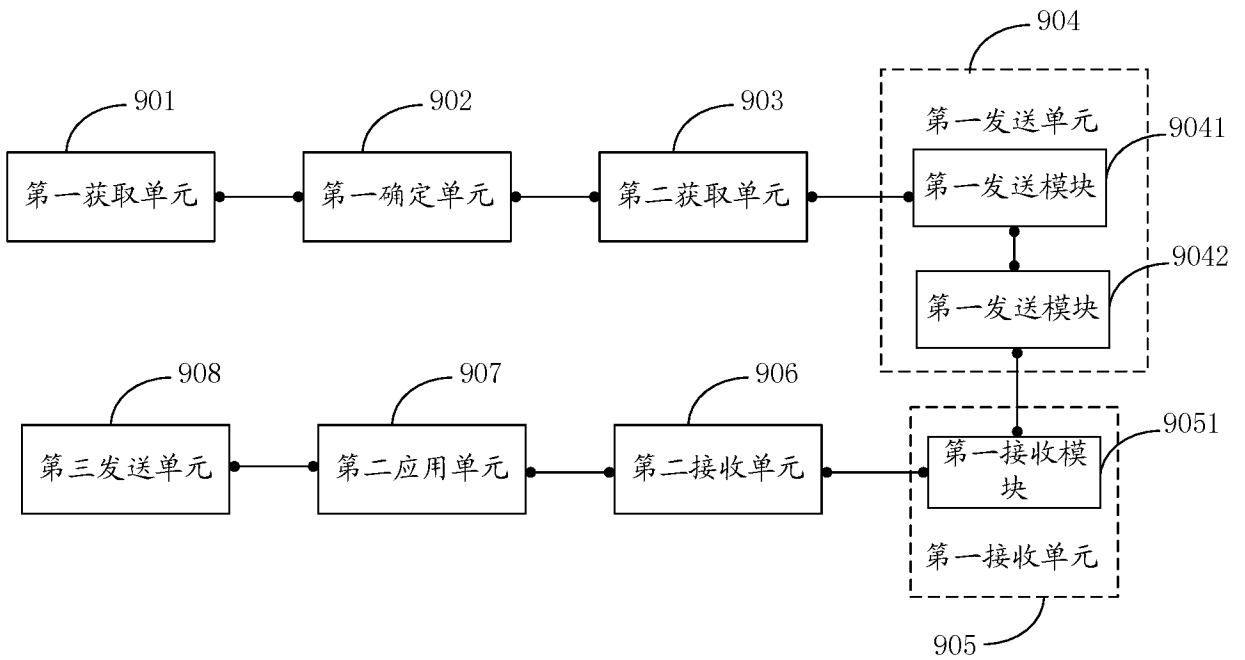 904
901
902
903
第一发送单元
9041
第一获取单元
第一确定单元
第二获取单元
第一发送模块
9042
第一发送模块
908
907
906
9051
第三发送单元
第二应用单元
第二接收单元
第一接收模
块
第一接收单元
905